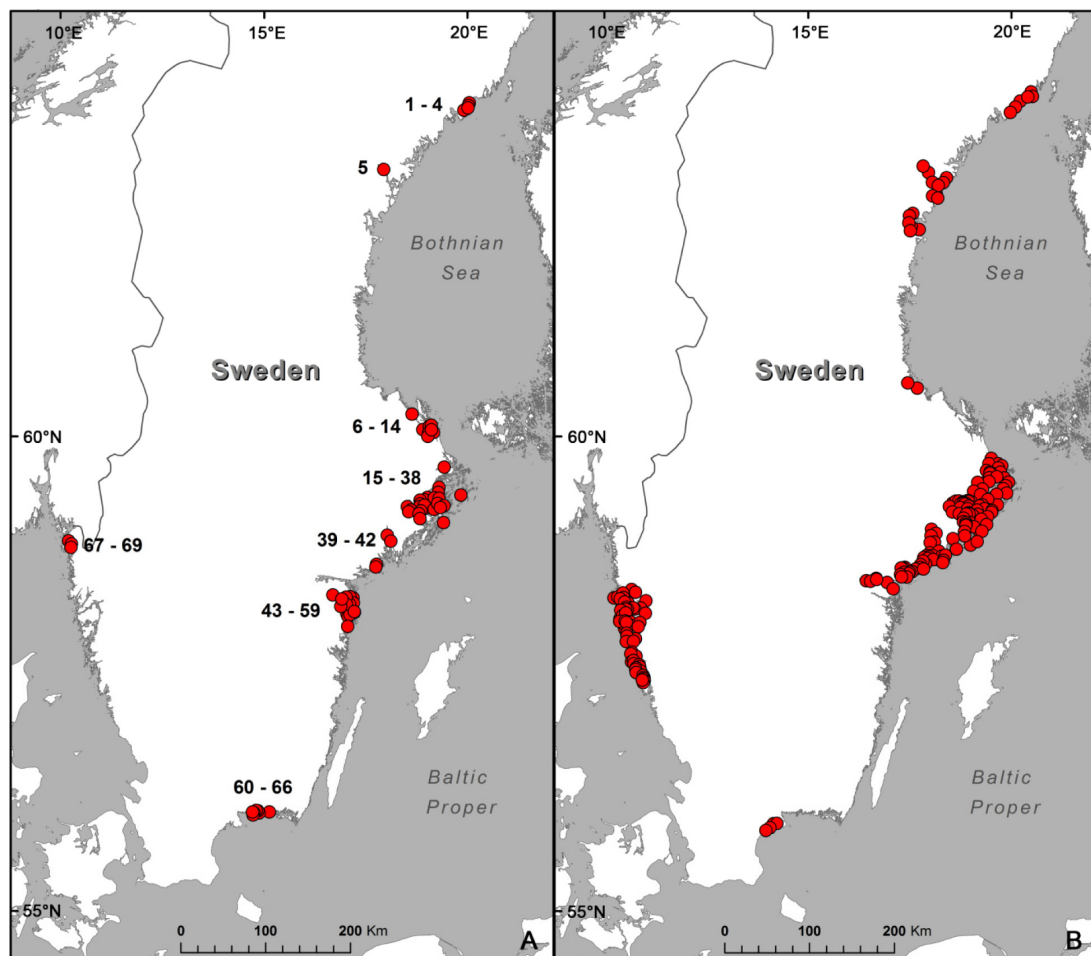 10°E 15°E 20°E
1 - 4
5
Bothnian
Sea
Sweden
6 - 14
60°N
15 - 38
39 - 42
67 - 69
43 - 59
60 - 66
Baltic
Proper
55°N
0 100 200 Km
A
10°E 15°E 20°E
Bothnian
Sea
Sweden
60°N
Baltic
Proper
55°N
0 100 200 Km
B